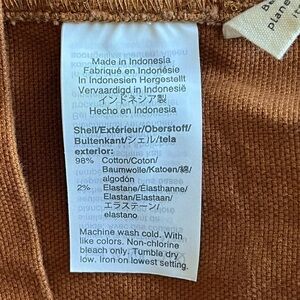 Made in Indonesia
Fabriqué en Indonésie
In Indonesien Hergestellt
Vervaardigd in Indonesië
インドネシア製
Hecho en Indonesia
Shell/Extérieur/Oberstoff/
Buitenkant/シェル/tela
exterior:
98% Cotton/Coton/
Baumwolle/Katoen/綿/
algodón
2% Elastane/Élasthanne/
Elastan/Elastaan/
エラステーン/
elastano
Machine wash cold. With
like colors. Non-chlorine
bleach only. Tumble dry
low. Iron on lowest setting.